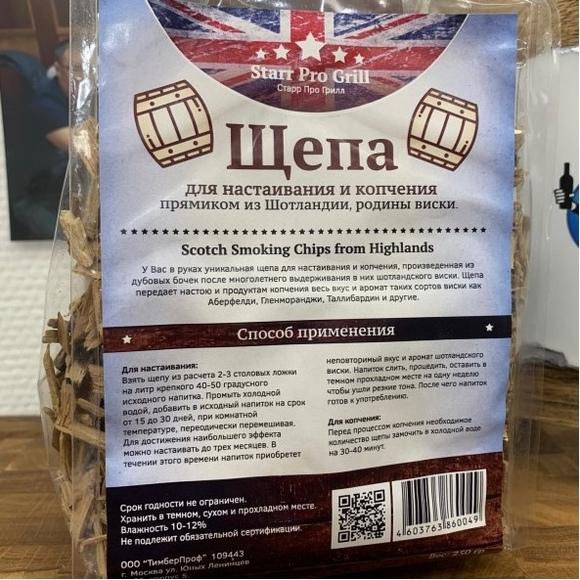 Starr Pro Grill
Старр Про Грилл
Щепа
для настаивания и копчения
прямиком из Шотландии, родины виски.
Scotch Smoking Chips from Highlands
У Вас в руках уникальная щепа для настаивания и копчения, произведенная из
дубовых бочек после многолетнего выдерживания в них шотландского виски. Щепа
передает настою и продуктам копчения весь вкус и аромат таких сортов виски как
Аберфелди, Гленморанджи, Таллибардин и другие.
Способ применения
Для настаивания:
Взять щепу из расчета 2-3 столовых ложки
на литр крепкого 40-50 градусного
исходного напитка. Промыть холодной
водой, добавить в исходный напиток на срок
от 15 до 30 дней, при комнатной
температуре, переодически перемешивая.
Для достижения наибольшего эффекта
можно настаивать до трех месяцев. В
течении этого времени напиток приобретет
неповторимый вкус и аромат шотландского
виски. Напиток слить, процедить, оставить в
темном прохладном месте на одну неделю
чтобы ушли резкие тона. После чего напиток
готов к употреблению.
Для копчения:
Перед процессом копчения необходимое
количество щепы замочить в холодной воде
на 30-40 минут.
Срок годности не ограничен.
Хранить в темном, сухом и прохладном месте.
Влажность 10-12%
Не подлежит обязательной сертификации.
ООО "ТимберПроф" 109443
г. Москва ул. Юных Ленинцев
4603763860049
Вес: 250 гр